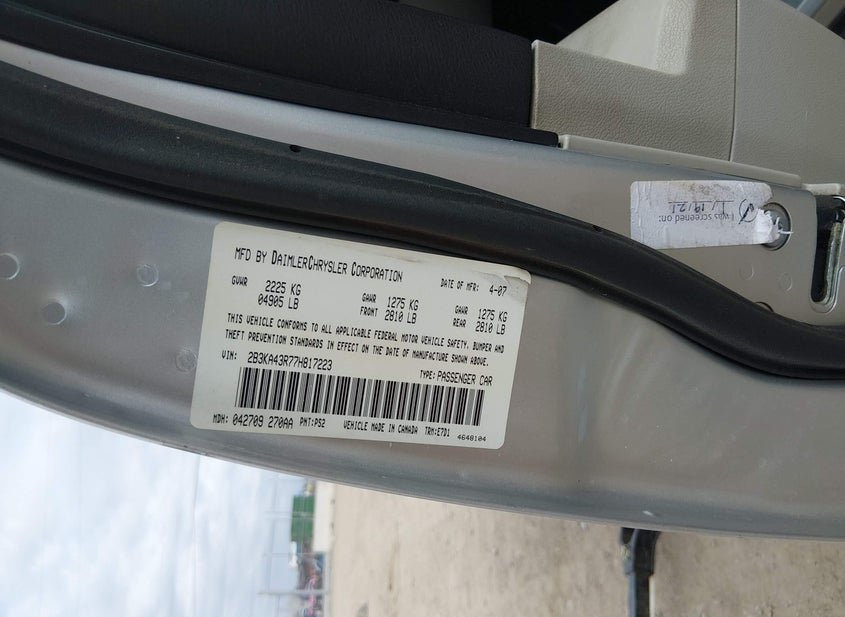 MFD BY DAIMLERCHRYSLER CORPORATION
DATE OF MFR: 4-07
GVWR 2225 KG 04905 LB
GAWR FRONT 1275 KG 2810 LB
GAWR REAR 1275 KG 2810 LB
THIS VEHICLE CONFORMS TO ALL APPLICABLE FEDERAL MOTOR VEHICLE SAFETY, BUMPER AND
THEFT PREVENTION STANDARDS IN EFFECT ON THE DATE OF MANUFACTURE SHOWN ABOVE.
VIN: 2B3KA43R77H817223
TYPE: PASSENGER CAR
MDH: 042709 270AA PNT: PS2 VEHICLE MADE IN CANADA TRM: E7D1
4648104
was screened on: